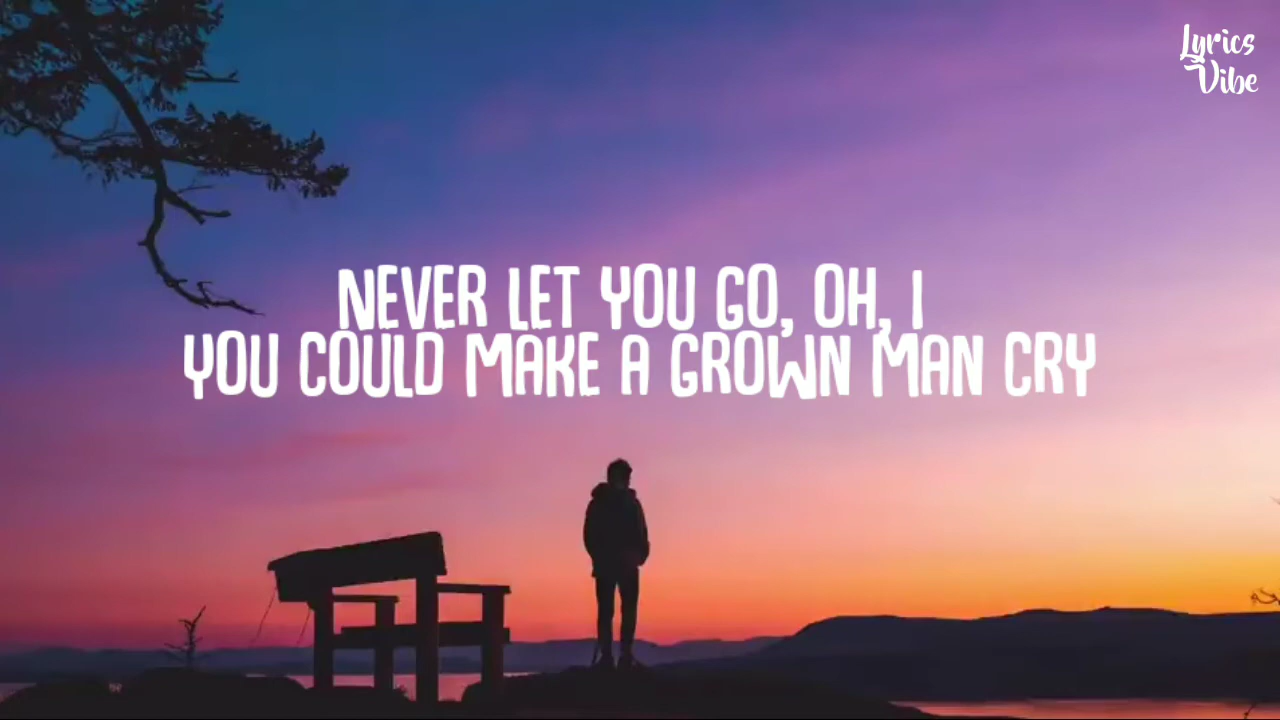 Lyrics
Vibe
NEVER LET YOU GO, OH, I
YOU COULD MAKE A GROWN MAN CRY